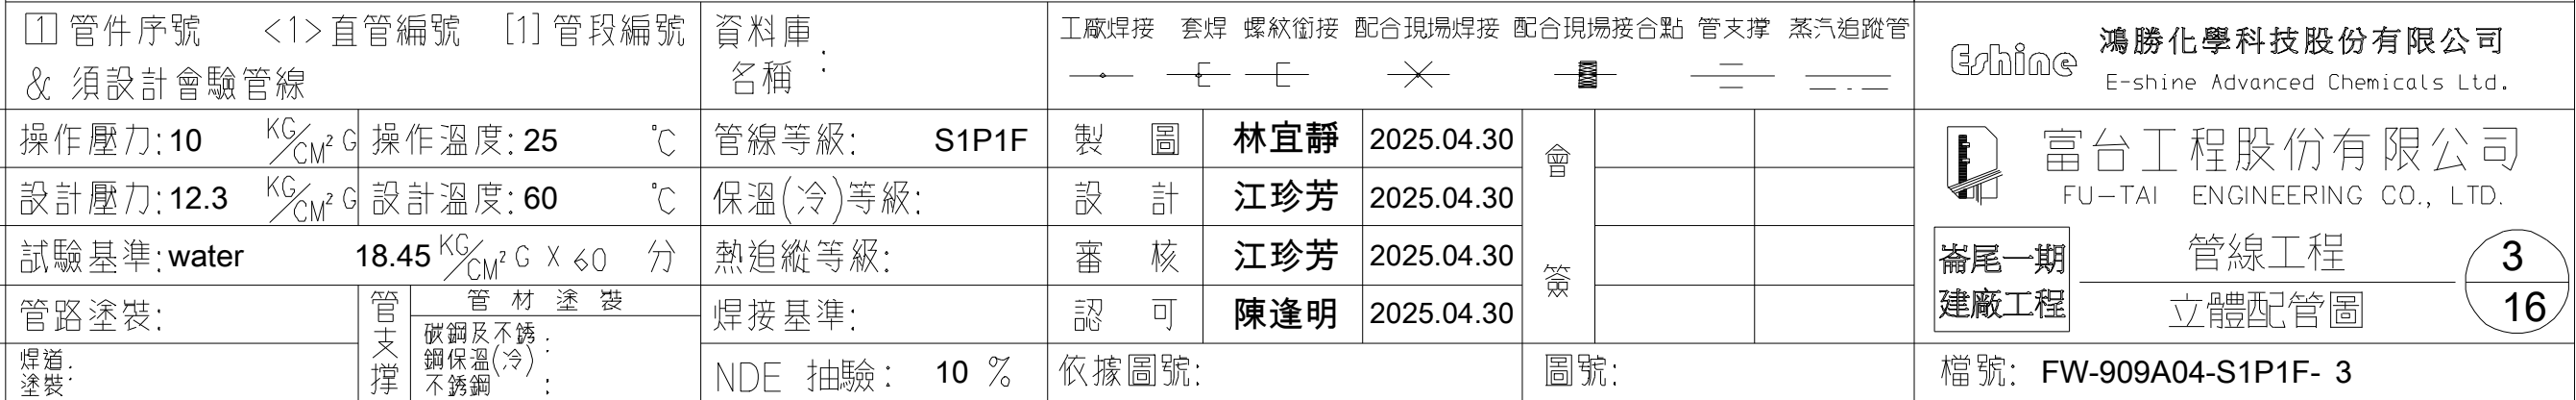 1 管件序號 <1>直管編號 [1] 管段編號
& 須設計會驗管線
資料庫名稱:
工廠焊接 套焊 螺紋銜接 配合現場焊接 配合現場接合點 管支撐 蒸汽追蹤管
Eshine 鴻勝化學科技股份有限公司
E-shine Advanced Chemicals Ltd.
操作壓力:10 KG/CM² G 操作溫度:25 °C 管線等級: S1P1F 製圖 林宜靜 2025.04.30
設計壓力:12.3 KG/CM² G 設計溫度:60 °C 保溫(冷)等級: 設計 江珍芳 2025.04.30
試驗基準:water 18.45 KG/CM² G X 60 分 熱追縱等級: 審核 江珍芳 2025.04.30
管路塗裝: 管支撐 管材塗裝 焊接基準: 認可 陳逢明 2025.04.30
會簽
碳鋼及不銹鋼保溫(冷):
不銹鋼:
焊道塗裝:
NDE 抽驗: 10 % 依據圖號: 圖號:
富台工程股份有限公司
FU-TAI ENGINEERING CO., LTD.
崙尾一期
建廠工程
管線工程
立體配管圖
3
16
檔號: FW-909A04-S1P1F- 3